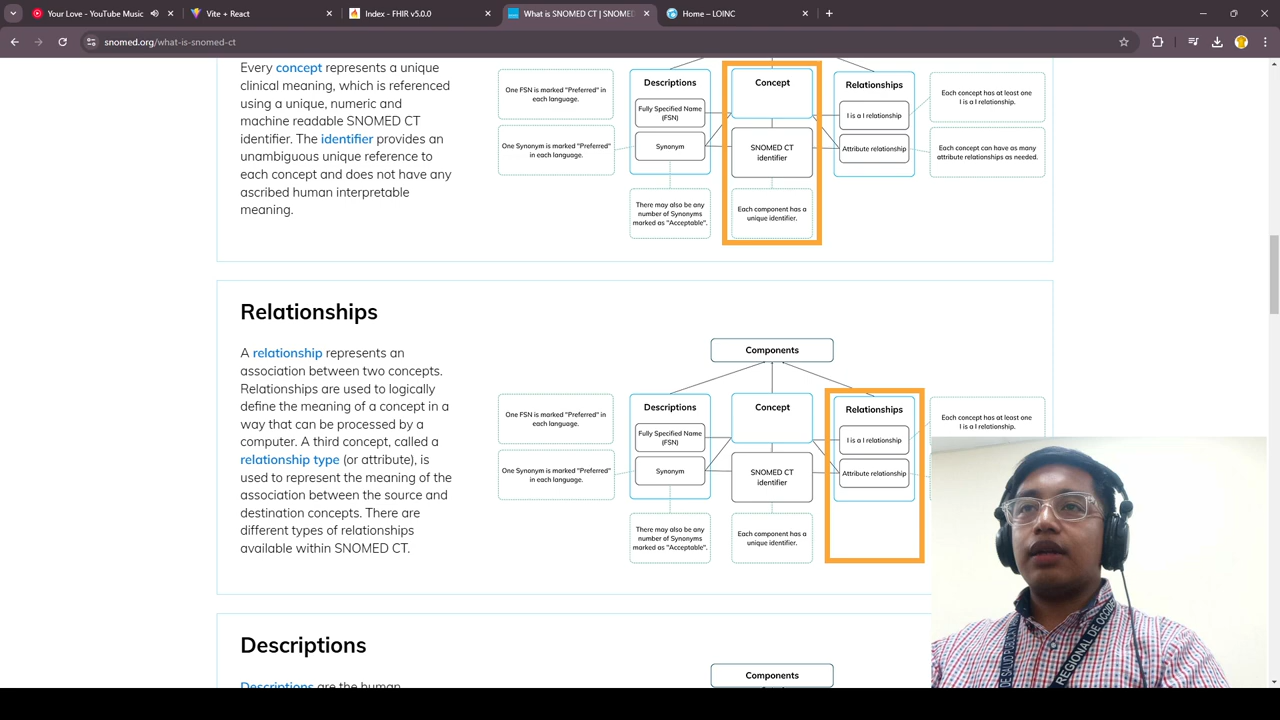 Your Love - YouTube Music
Vite + React
Index - FHIR v5.0.0
What is SNOMED CT | SNOMED
Home – LOINC
snomed.org/what-is-snomed-ct
Every concept represents a unique
clinical meaning, which is referenced
using a unique, numeric and
machine readable SNOMED CT
identifier. The identifier provides an
unambiguous unique reference to
each concept and does not have any
ascribed human interpretable
meaning.
One FSN is marked "Preferred" in
each language.
One Synonym is marked "Preferred"
in each language.
Descriptions
Fully Specified Name
(FSN)
Synonym
There may also be any
number of Synonyms
marked as "Acceptable".
Concept
SNOMED CT
identifier
Each component has a
unique identifier.
Relationships
I is a I relationship
Attribute relationship
Each concept has at least one
I is a I relationship.
Each concept can have as many
attribute relationships as needed.
Relationships
A relationship represents an
association between two concepts.
Relationships are used to logically
define the meaning of a concept in a
way that can be processed by a
computer. A third concept, called a
relationship type (or attribute), is
used to represent the meaning of the
association between the source and
destination concepts. There are
different types of relationships
available within SNOMED CT.
Components
One FSN is marked "Preferred" in
each language.
One Synonym is marked "Preferred"
in each language.
Descriptions
Fully Specified Name
(FSN)
Synonym
There may also be any
number of Synonyms
marked as "Acceptable".
Concept
SNOMED CT
identifier
Each component has a
unique identifier.
Relationships
I is a I relationship
Attribute relationship
Each concept has at least one
I is a I relationship.
Descriptions
Components
Descriptions are the human
DE SALUD PUBLICA
REGIONAL DE OCCID